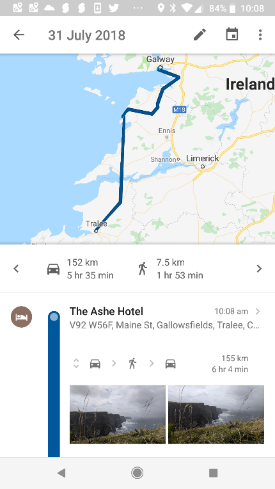 84% 10:08
31 July 2018
Galway
Ireland
M18
Ennis
Shannon
Limerick
Tralee
152 km
5 hr 35 min
7.5 km
1 hr 53 min
The Ashe Hotel
10:08 am
V92 W56F, Maine St, Gallowsfields, Tralee, C...
155 km
6 hr 4 min